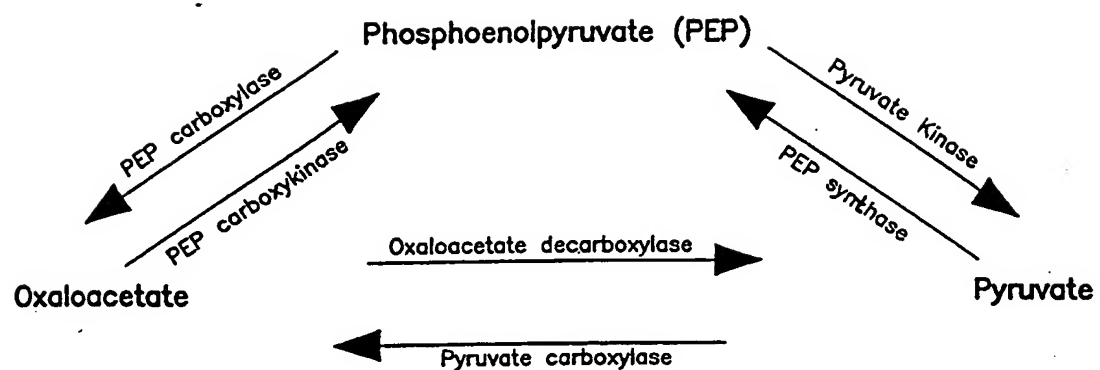 Phosphoenolpyruvate (PEP)
PEP carboxylase
Pyruvate Kinase
PEP carboxykinase
PEP synthase
Oxaloacetate decarboxylase
Oxaloacetate
Pyruvate
Pyruvate carboxylase